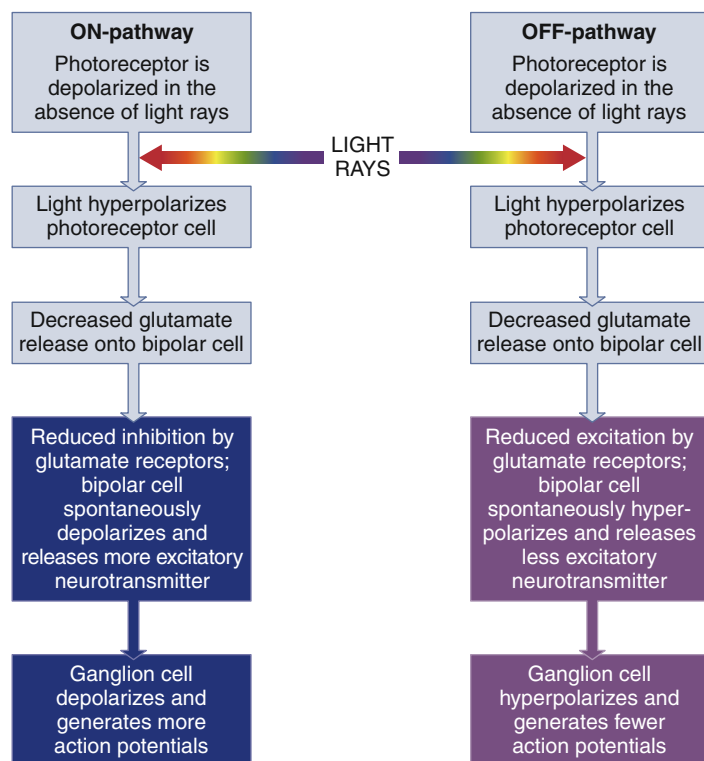 ON-pathway
Photoreceptor is
depolarized in the
absence of light rays
LIGHT
RAYS
Light hyperpolarizes
photoreceptor cell
Decreased glutamate
release onto bipolar cell
Reduced inhibition by
glutamate receptors;
bipolar cell
spontaneously
depolarizes and
releases more excitatory
neurotransmitter
Ganglion cell
depolarizes and
generates more
action potentials
OFF-pathway
Photoreceptor is
depolarized in the
absence of light rays
Light hyperpolarizes
photoreceptor cell
Decreased glutamate
release onto bipolar cell
Reduced excitation by
glutamate receptors;
bipolar cell
spontaneously hyper-
polarizes and releases
less excitatory
neurotransmitter
Ganglion cell
hyperpolarizes and
generates fewer
action potentials